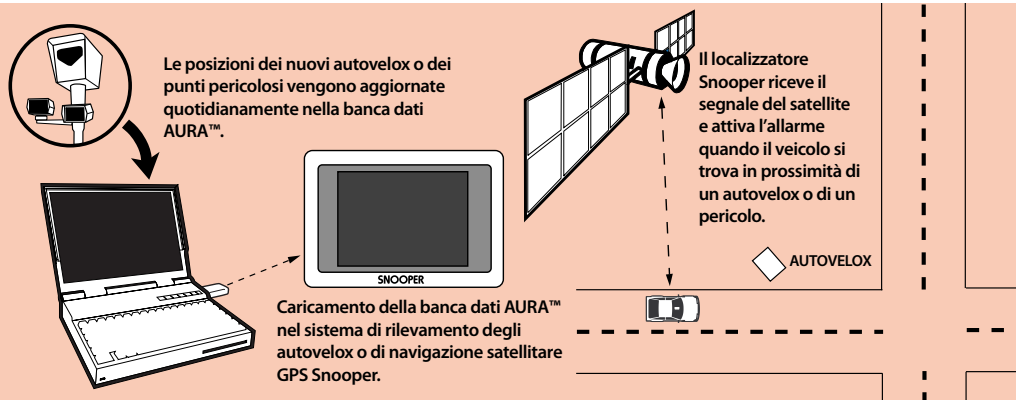 Le posizioni dei nuovi autovelox o dei
punti pericolosi vengono aggiornate
quotidianamente nella banca dati
AURA™.
SNOOPER
Caricamento della banca dati AURA™
nel sistema di rilevamento degli
autovelox o di navigazione satellitare
GPS Snooper.
Il localizzatore
Snooper riceve il
segnale del satellite
e attiva l’allarme
quando il veicolo si
trova in prossimità di
un autovelox o di un
pericolo.
AUTOVELOX